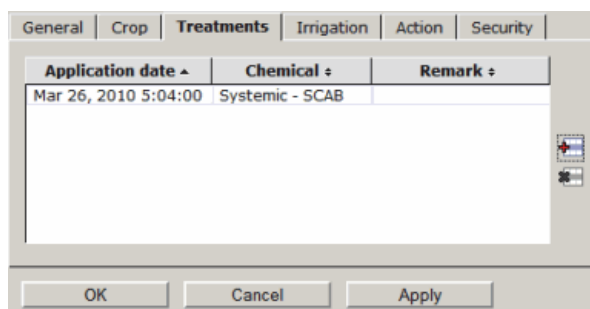 General Crop Treatments Irrigation Action Security
Application date Chemical Remark
Mar 26, 2010 5:04:00 Systemic - SCAB
OK Cancel Apply